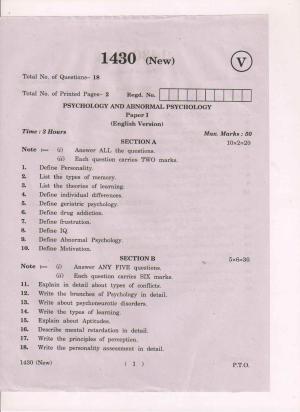 1430 (New)
V
Total No. of Questions– 18
Total No. of Printed Pages– 2
Regd. No.
PSYCHOLOGY AND ABNORMAL PSYCHOLOGY
Paper I
(English Version)
Time : 3 Hours
Max. Marks : 50
SECTION A
10×2=20
Note :– (i) Answer ALL the questions.
(ii) Each question carries TWO marks.
1. Define Personality.
2. List the types of memory.
3. List the theories of learning.
4. Define individual differences.
5. Define geriatric psychology.
6. Define drug addiction.
7. Define frustration.
8. Define IQ.
9. Define Abnormal Psychology.
10. Define Motivation.
SECTION B
5×6=30
Note :– (i) Answer ANY FIVE questions.
(ii) Each question carries SIX marks.
11. Explain in detail about types of conflicts.
12. Write the branches of Psychology in detail.
13. Write about psychoneurotic disorders.
14. Write the types of learning.
15. Explain about Aptitudes.
16. Describe mental retardation in detail.
17. Write the principles of perception.
18. Write the personality assessment in detail.
1430 (New)
( 1 )
P.T.O.